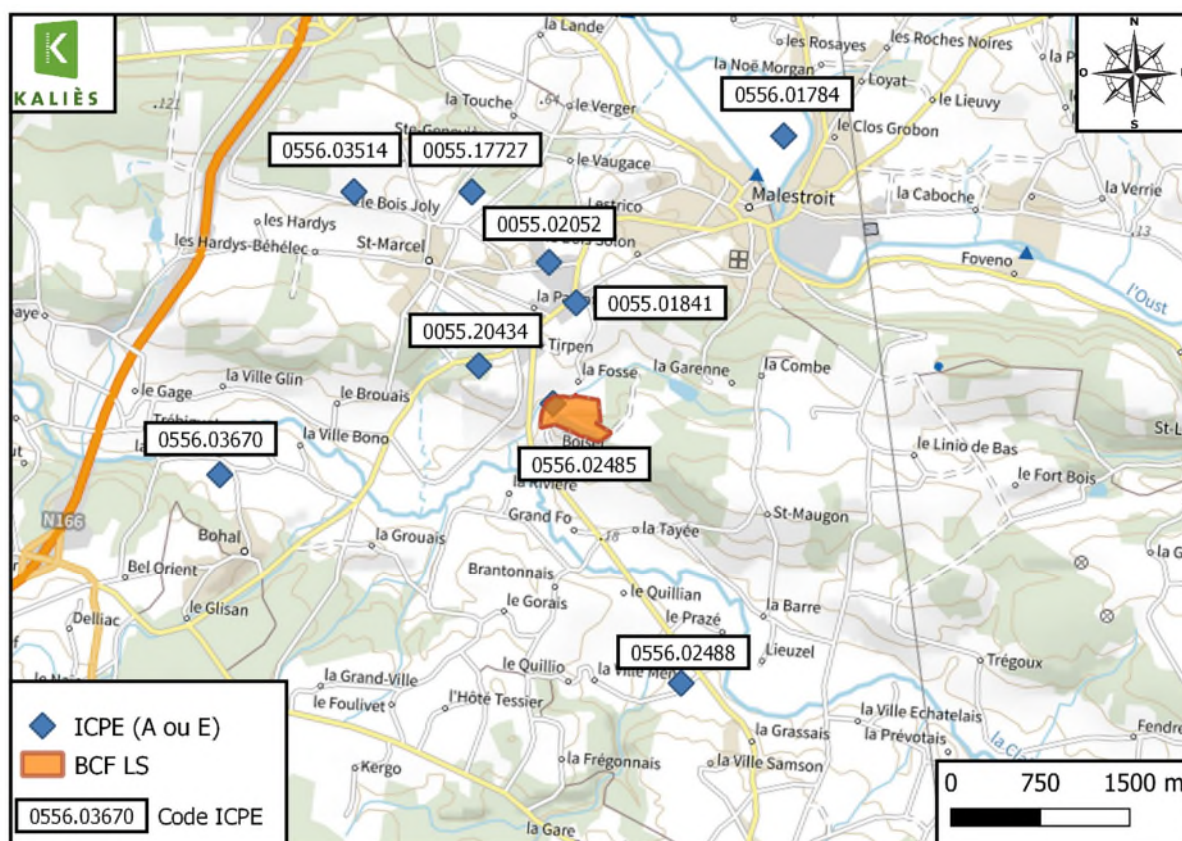 KALIÈS
N
S
O
la Lande
les Rosayes
les Roches Noires
la Noë Morgan
Loyat
0556.01784
le Lieuvy
.121
la Touche
.64
le Verger
le Clos Grobon
0556.03514
0055.17727
le Vaugace
Malestroit
la Caboche
la Verrie
.13
le Bois Joly
les Hardys
0055.02052
les Hardys-Béhélec
St-Marcel
Foveno
l'Oust
0055.01841
0055.20434
Tirpen
la Fosse
la Garenne
la Combe
le Gage
la Ville Glin
le Brouais
0556.03670
la Ville Bono
0556.02485
le Linio de Bas
le Fort Bois
la Rivière
N166
Bohal
la Grouais
Grand Fo
.18
la Tayée
St-Maugon
Bel Orient
Brantonnais
le Glisan
Delliac
le Gorais
le Quillian
le Prazé
la Barre
0556.02488
Lieuzel
Trégoux
le Quillio
la Grand-Ville
le Foulivet
l'Hôté Tessier
la Ville Echatelais
la Prévotais
la Grassais
la Frégonnais
la Ville Samson
Kergo
la Gare
ICPE (A ou E)
BCF LS
0556.03670 Code ICPE
0 750 1500 m